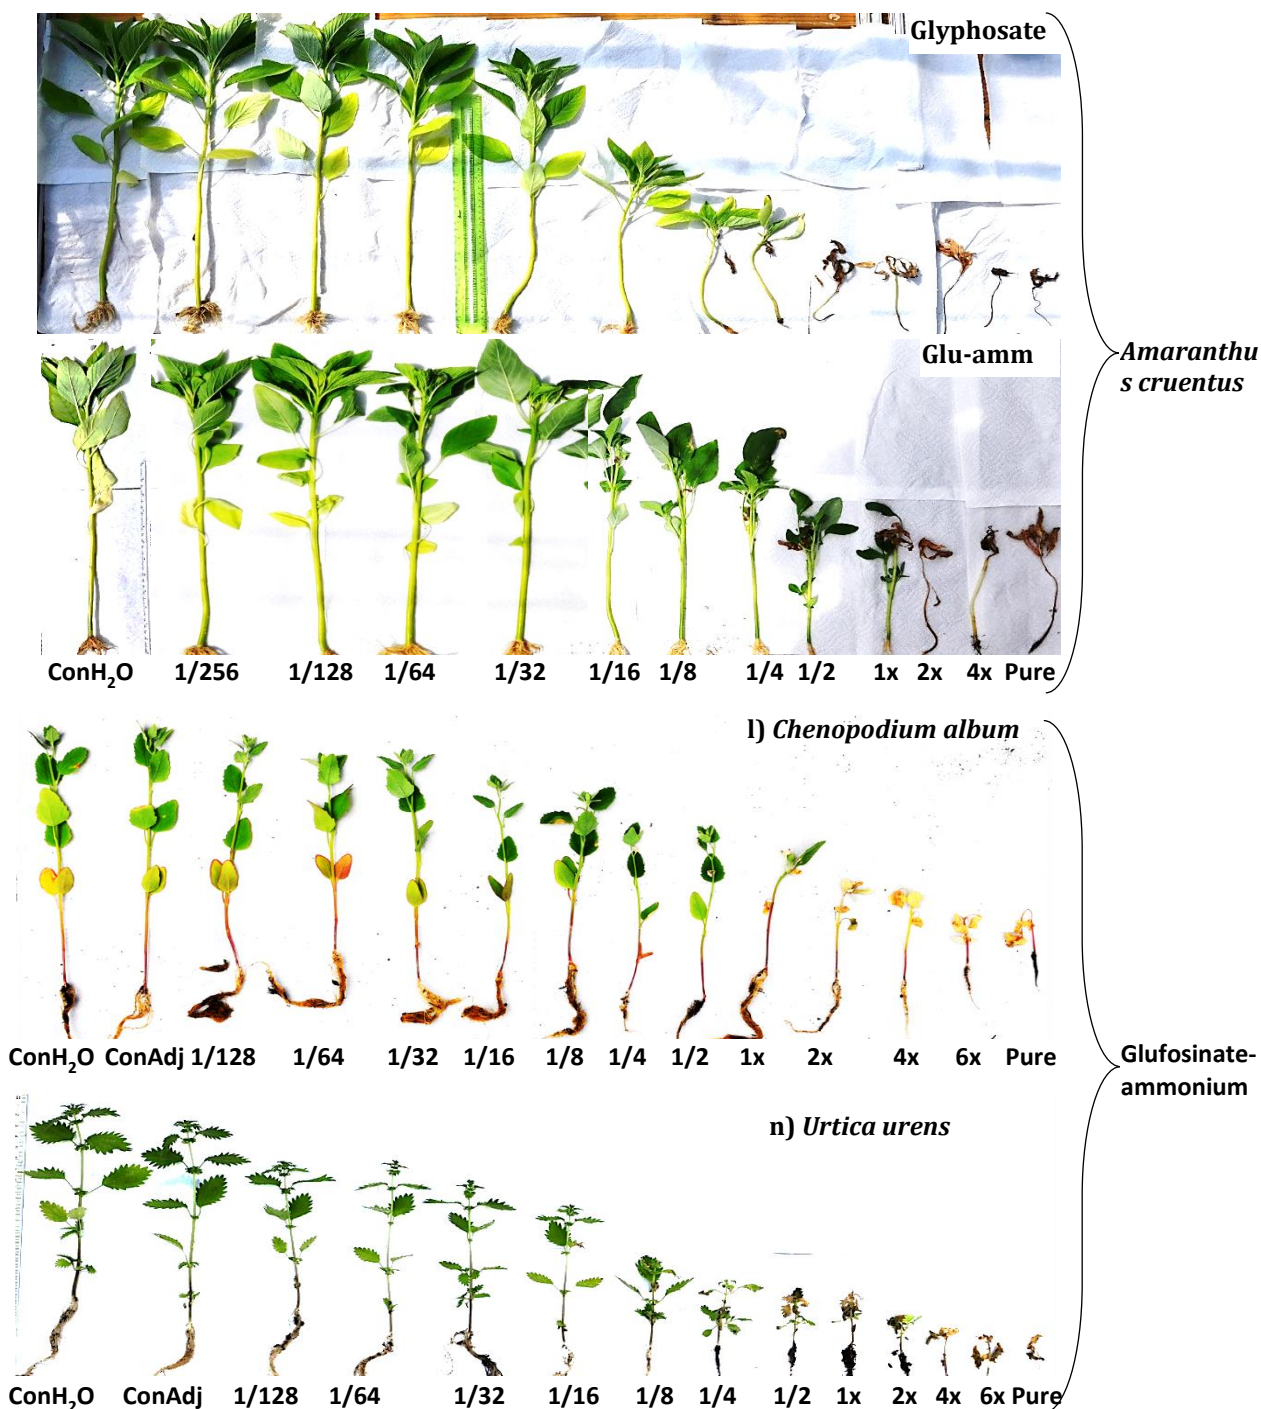 Glyphosate
Glu-amm
Amaranthu
s cruentus
ConH₂O 1/256 1/128 1/64 1/32 1/16 1/8 1/4 1/2 1x 2x 4x Pure
l) Chenopodium album
ConH₂O ConAdj 1/128 1/64 1/32 1/16 1/8 1/4 1/2 1x 2x 4x 6x Pure
Glufosinate-
ammonium
n) Urtica urens
ConH₂O ConAdj 1/128 1/64 1/32 1/16 1/8 1/4 1/2 1x 2x 4x 6x Pure